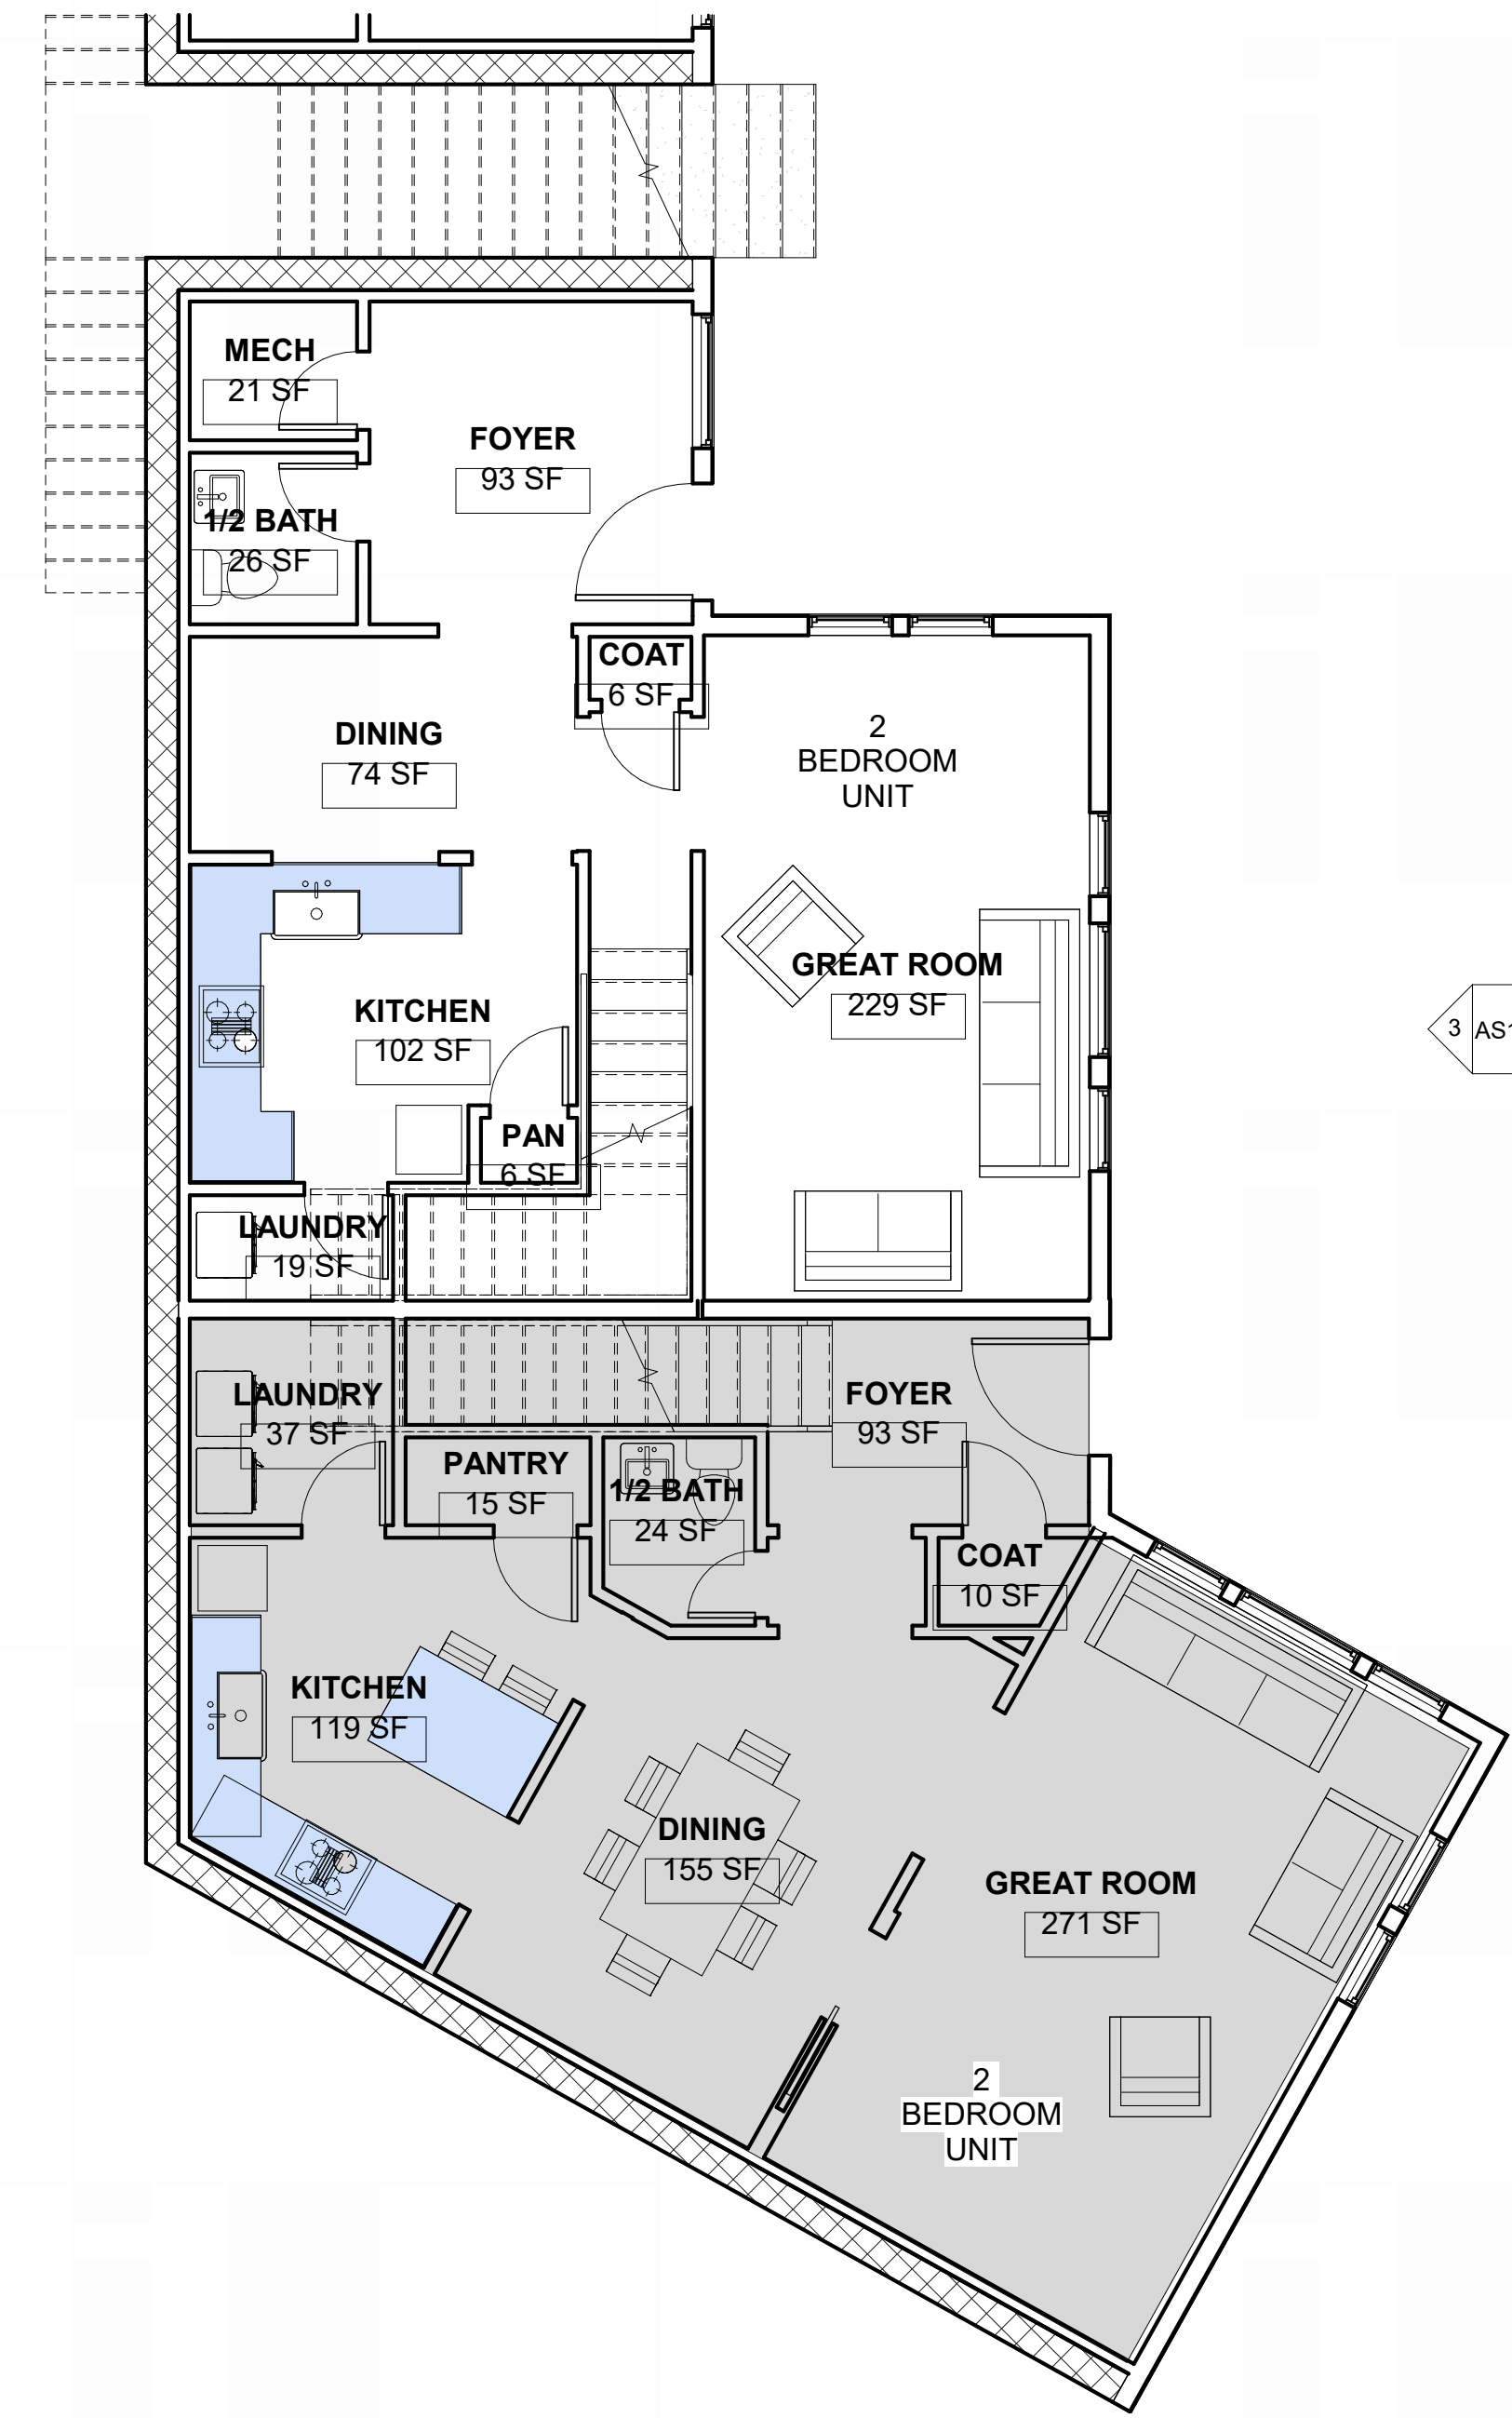 MECH
21 SF
FOYER
93 SF
1/2 BATH
26 SF
COAT
6 SF
DINING
74 SF
2
BEDROOM
UNIT
GREAT ROOM
229 SF
KITCHEN
102 SF
3
AS1
PAN
6 SF
LAUNDRY
19 SF
LAUNDRY
37 SF
FOYER
93 SF
PANTRY
15 SF
1/2 BATH
24 SF
COAT
10 SF
KITCHEN
119 SF
DINING
155 SF
GREAT ROOM
271 SF
2
BEDROOM
UNIT